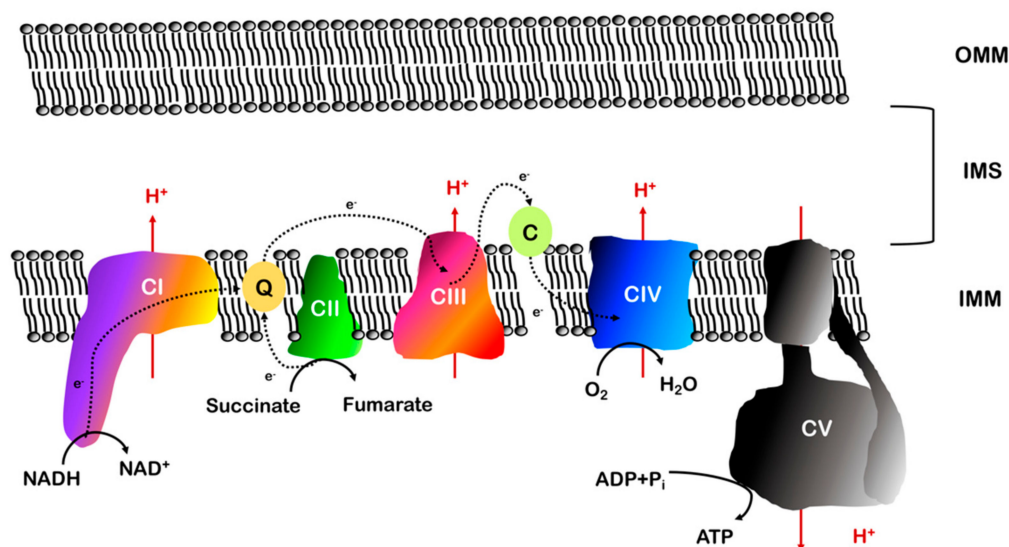 OMM
IMS
IMM
H⁺
H⁺
H⁺
e⁻
e⁻
C
CI
Q
CII
CIII
CIV
e⁻
e⁻
e⁻
Succinate
Fumarate
O₂
H₂O
NADH
NAD⁺
CV
ADP+Pᵢ
ATP
H⁺